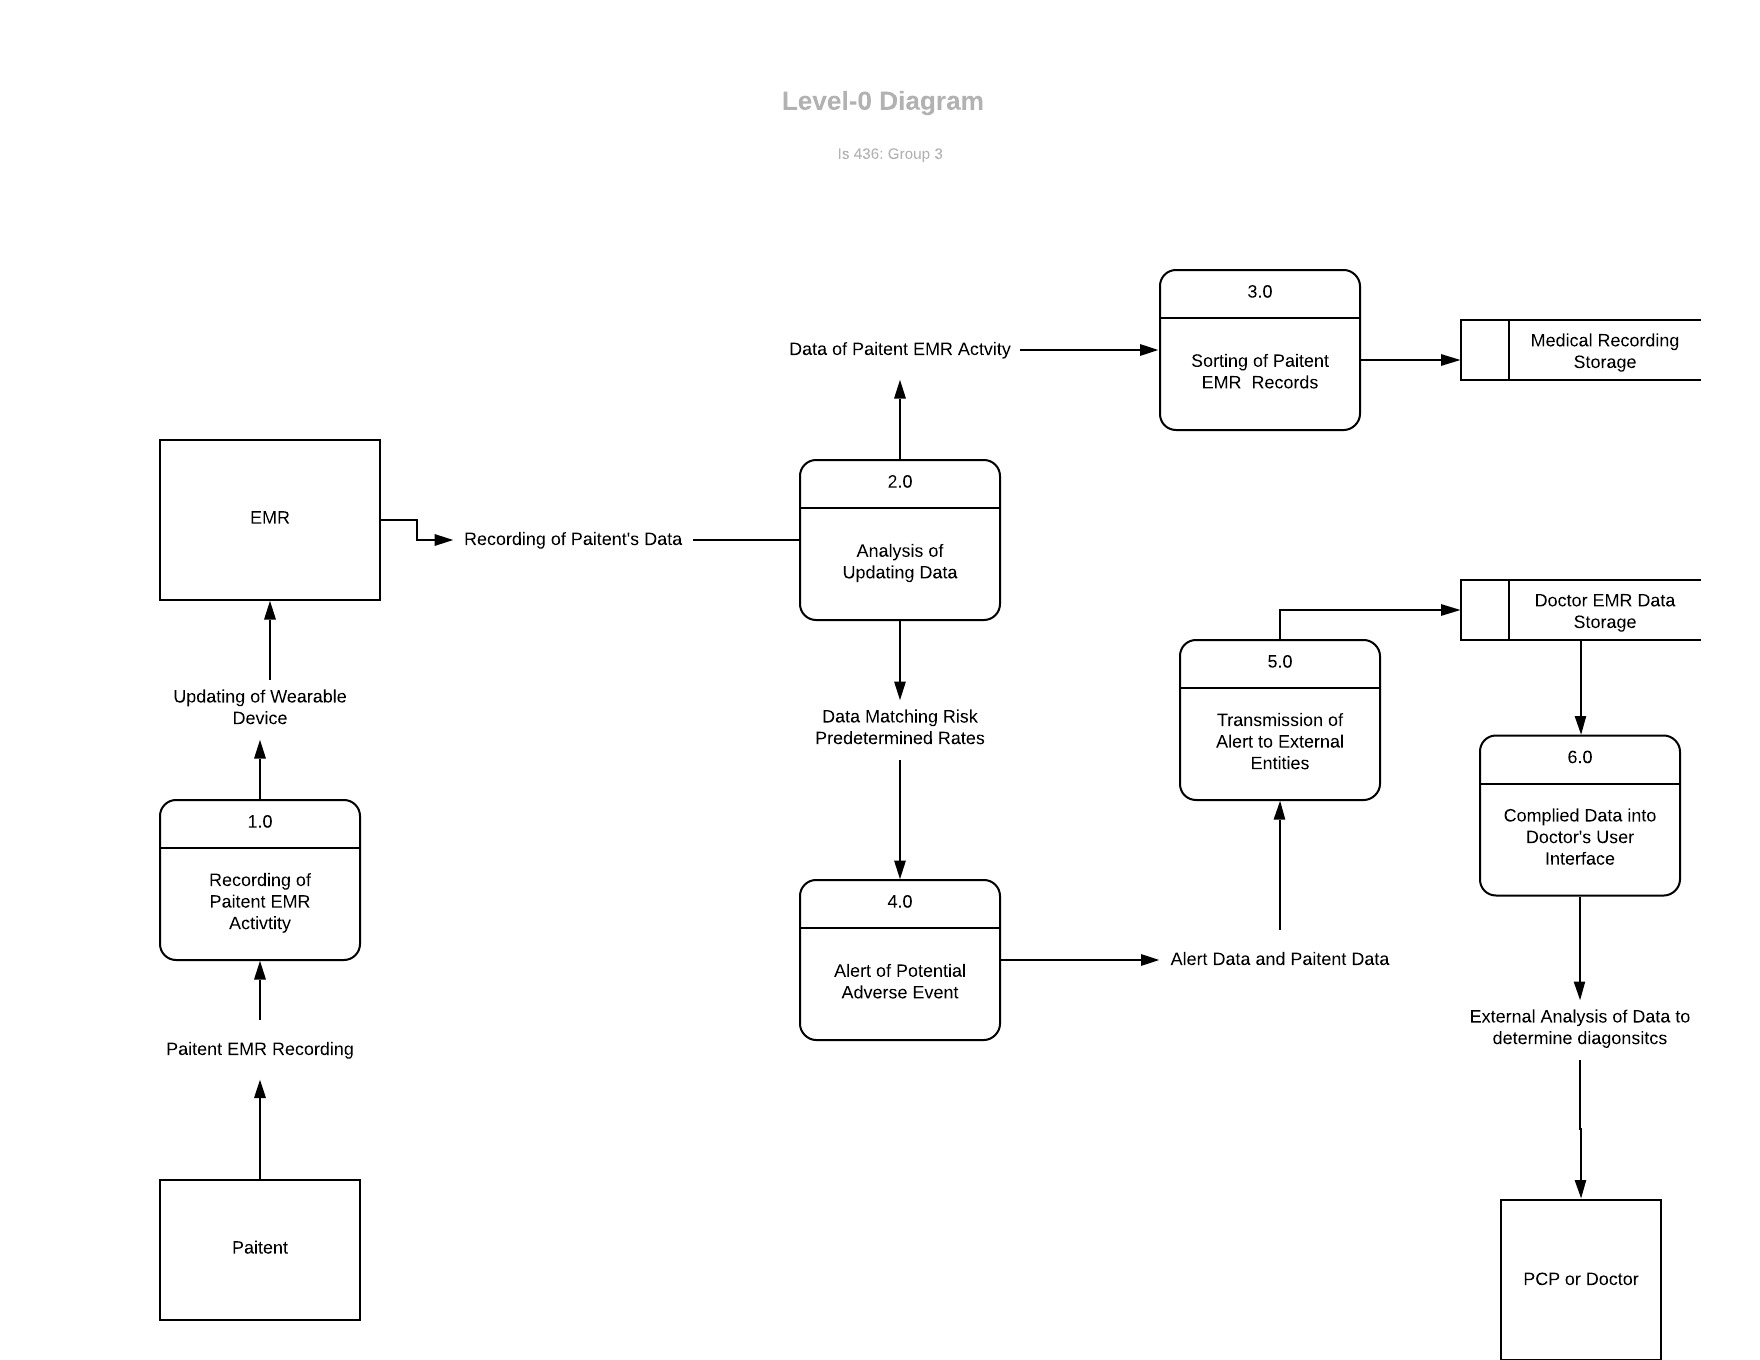 Level-0 Diagram
Is 436: Group 3
3.0
Data of Paitent EMR Actvity
Sorting of Paitent
EMR Records
Medical Recording
Storage
EMR
2.0
Recording of Paitent's Data
Analysis of
Updating Data
Doctor EMR Data
Storage
5.0
Updating of Wearable
Device
Data Matching Risk
Predetermined Rates
Transmission of
Alert to External
Entities
6.0
Complied Data into
Doctor's User
Interface
1.0
Recording of
Paitent EMR
Activtity
4.0
Alert of Potential
Adverse Event
Alert Data and Paitent Data
External Analysis of Data to
determine diagonsitcs
Paitent EMR Recording
Paitent
PCP or Doctor